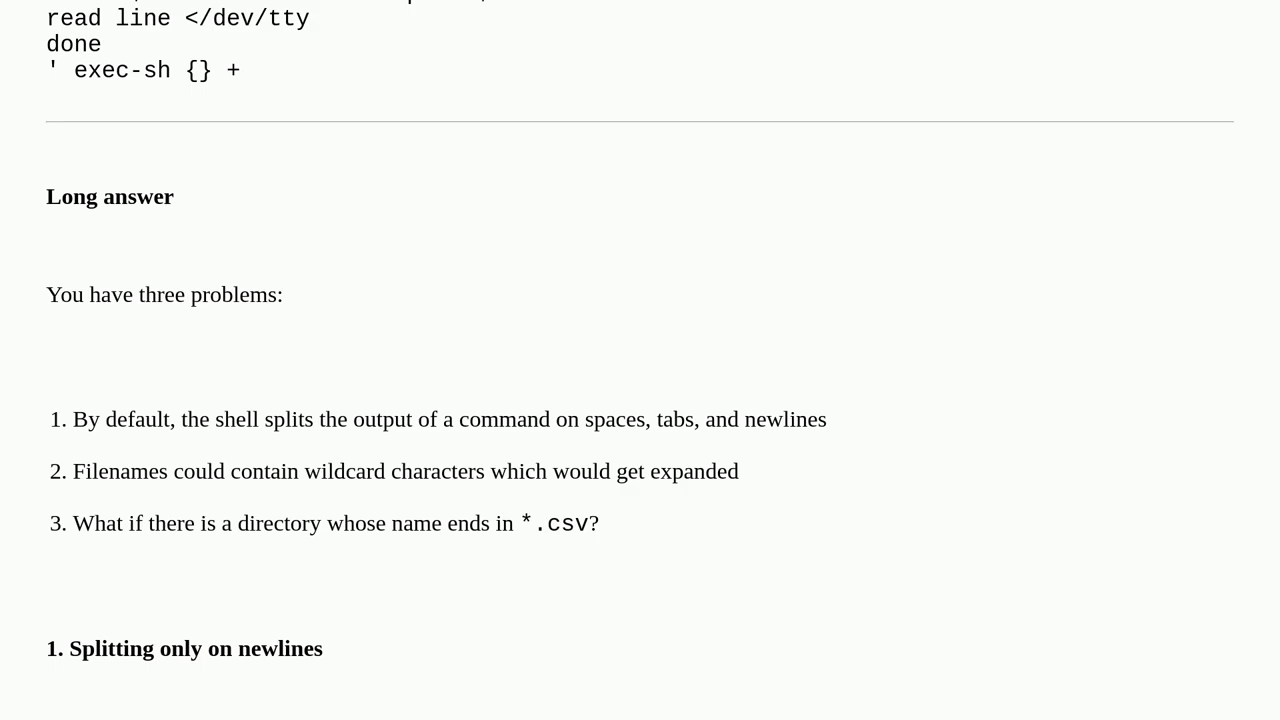 read line </dev/tty
done
' exec-sh {} +
Long answer
You have three problems:
1. By default, the shell splits the output of a command on spaces, tabs, and newlines
2. Filenames could contain wildcard characters which would get expanded
3. What if there is a directory whose name ends in *.csv?
1. Splitting only on newlines